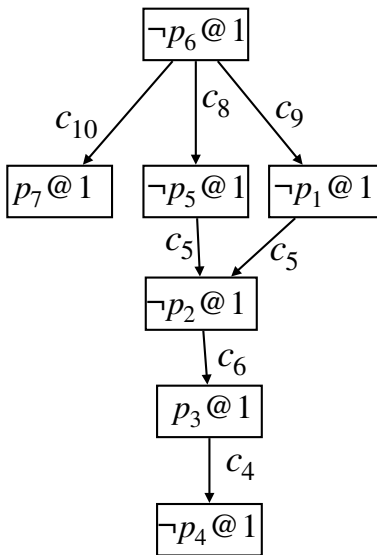 ¬p₆@1
c₁₀ c₈ c₉
p₇@1 ¬p₅@1 ¬p₁@1
c₅ c₅
¬p₂@1
c₆
p₃@1
c₄
¬p₄@1